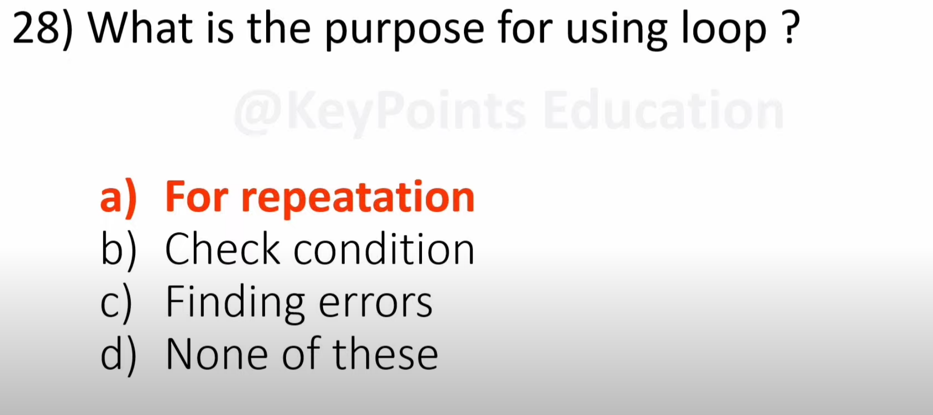 28) What is the purpose for using loop ?
@KeyPoints Education
a) For repeatation
b) Check condition
c) Finding errors
d) None of these